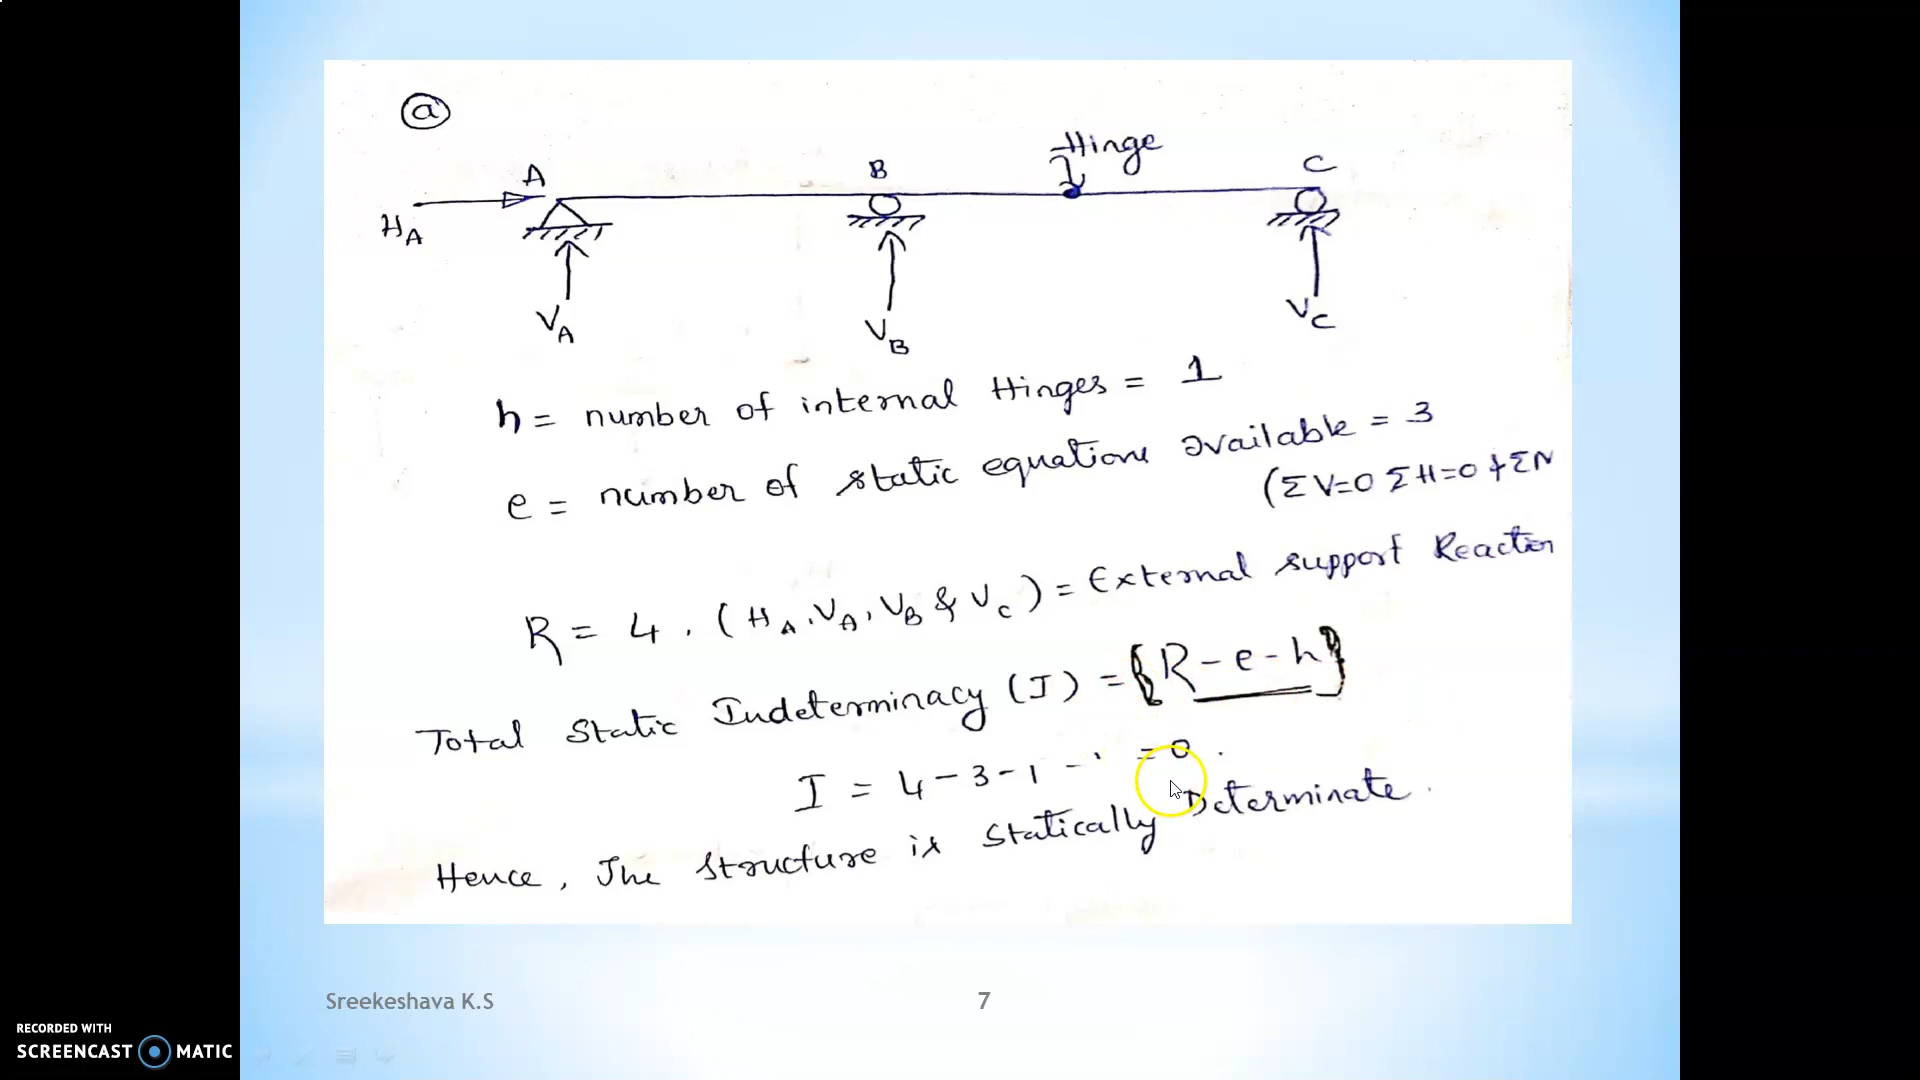 a
Hinge
A
B
C
HA
VA
VB
VC
h = number of internal Hinges = 1
e = number of static equations available = 3
(ΣV=0 ΣH=0 & ΣM
R = 4 . (HA, VA, VB & Vc) = External support Reaction
Total Static Indeterminacy (I) = {R - e - h}
I = 4 - 3 - 1 = 0.
Hence, The Structure is Statically Determinate.
Sreekeshava K.S
7
RECORDED WITH
SCREENCAST MATIC